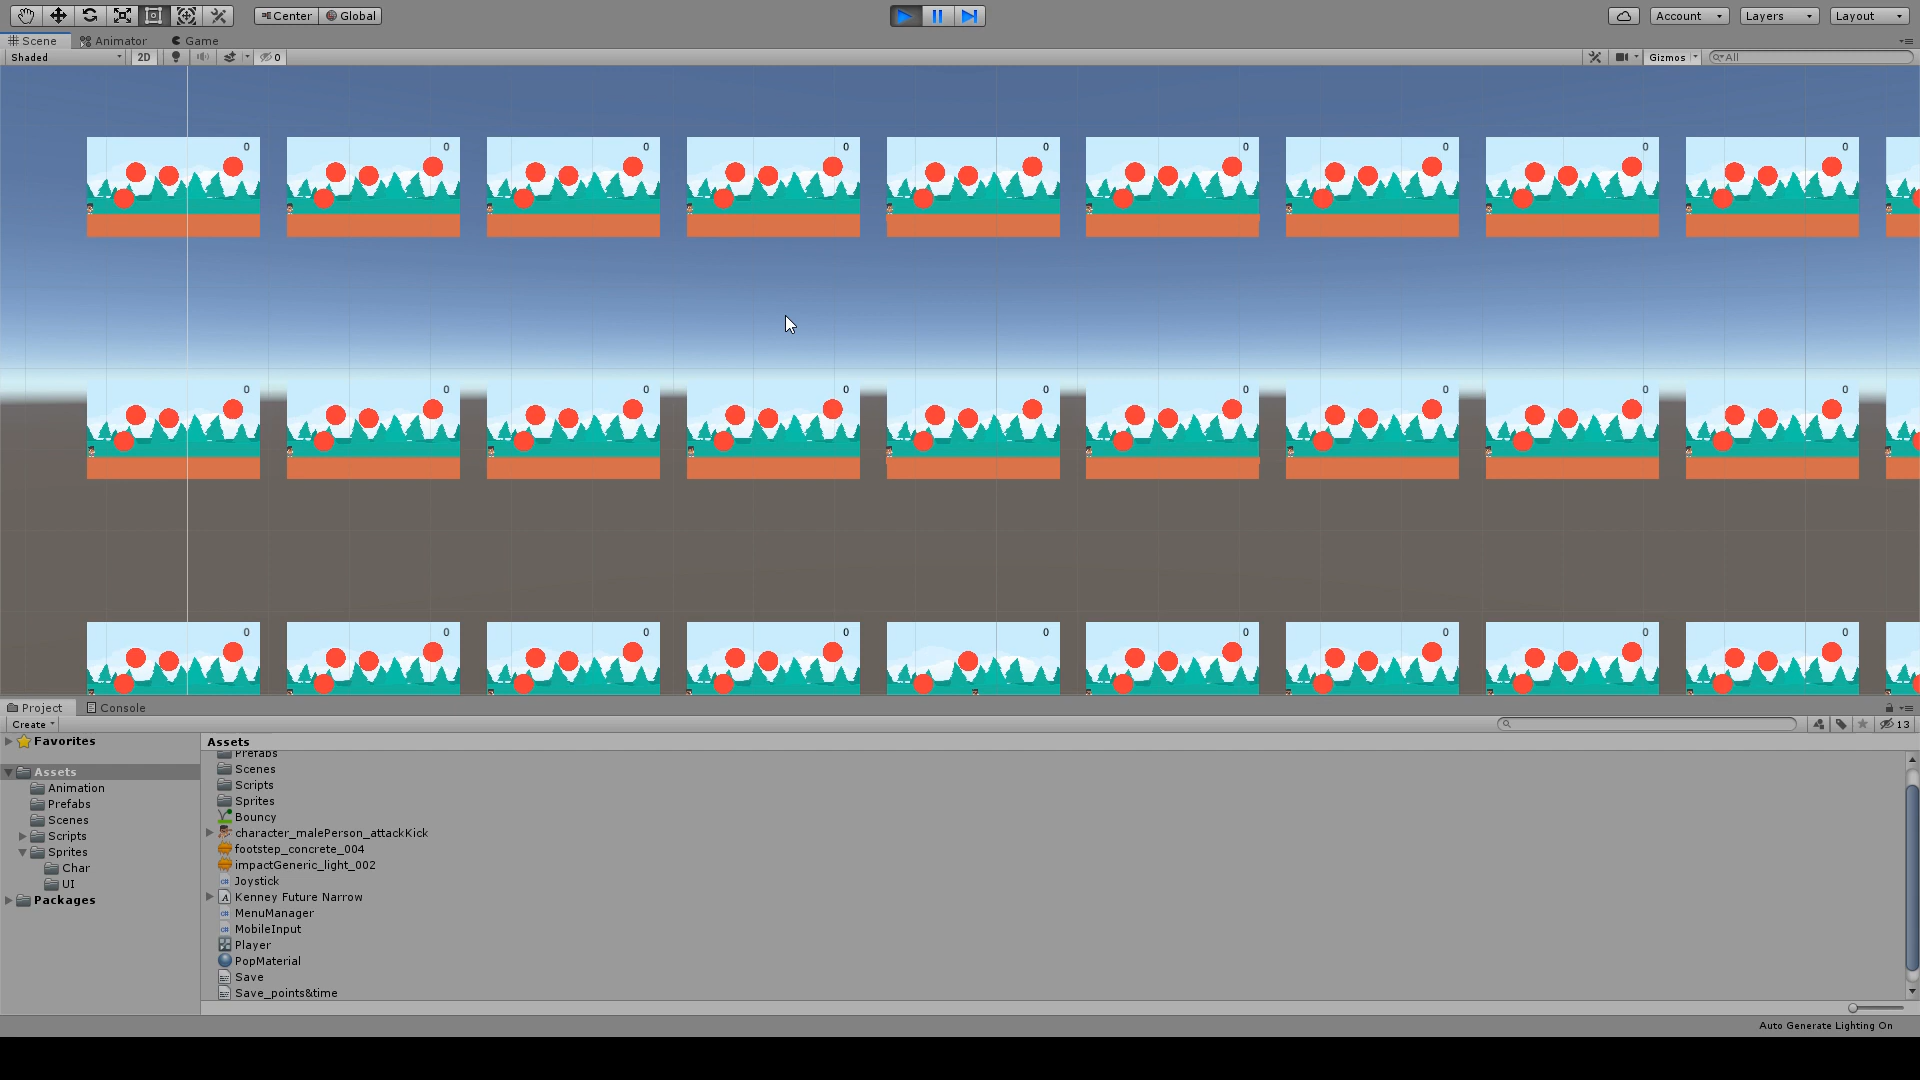 Center Global Account Layers Layout
Scene Animator Game
Shaded 2D 0 Gizmos All
0 0 0 0 0 0 0 0 0
0 0 0 0 0 0 0 0 0
0 0 0 0 0 0 0 0 0
Project Console
Create 13
Favorites
Assets
Animation
Prefabs
Scenes
Scripts
Sprites
Char
UI
Packages
Assets
Prefabs
Scenes
Scripts
Sprites
Bouncy
character_malePerson_attackKick
footstep_concrete_004
impactGeneric_light_002
Joystick
Kenney Future Narrow
MenuManager
MobileInput
Player
PopMaterial
Save
Save_points&time
Auto Generate Lighting On